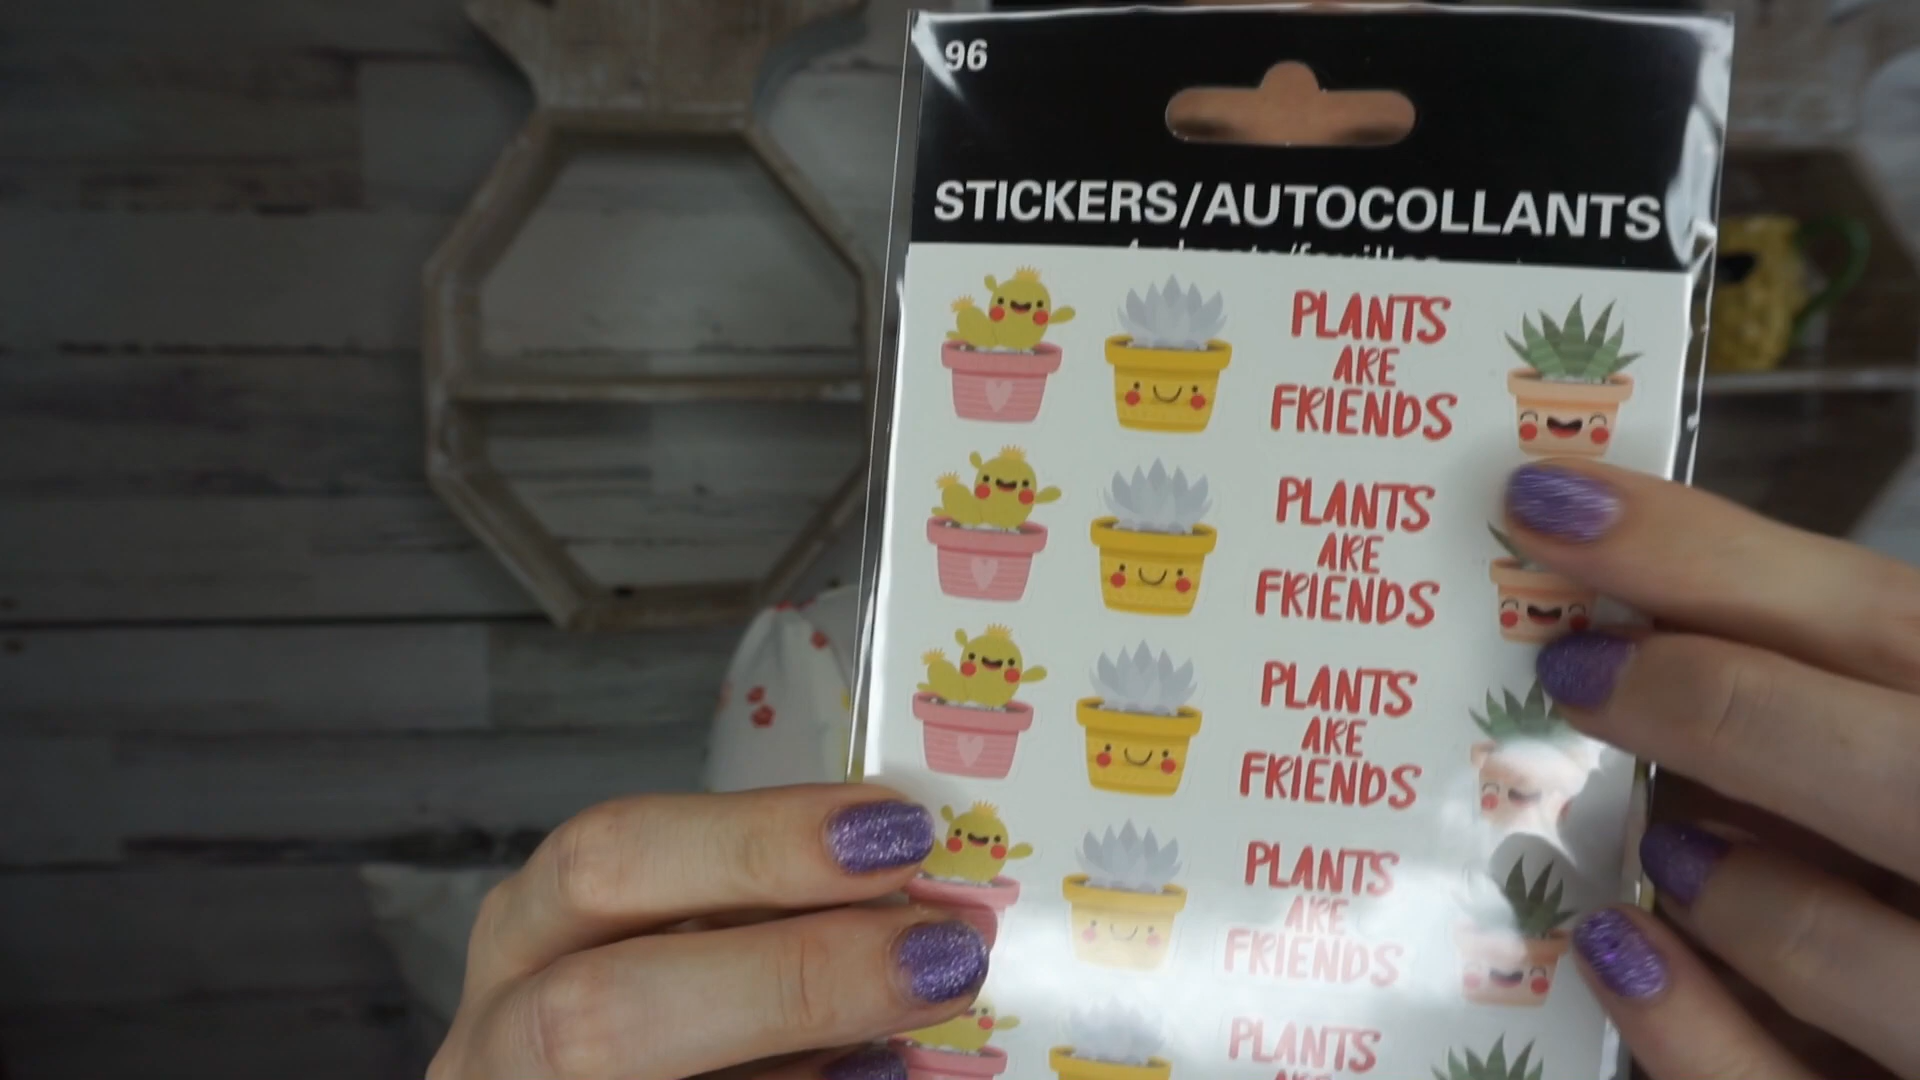 96
STICKERS/AUTOCOLLANTS
PLANTS
ARE
FRIENDS
PLANTS
ARE
FRIENDS
PLANTS
ARE
FRIENDS
PLANTS
ARE
FRIENDS
PLANTS